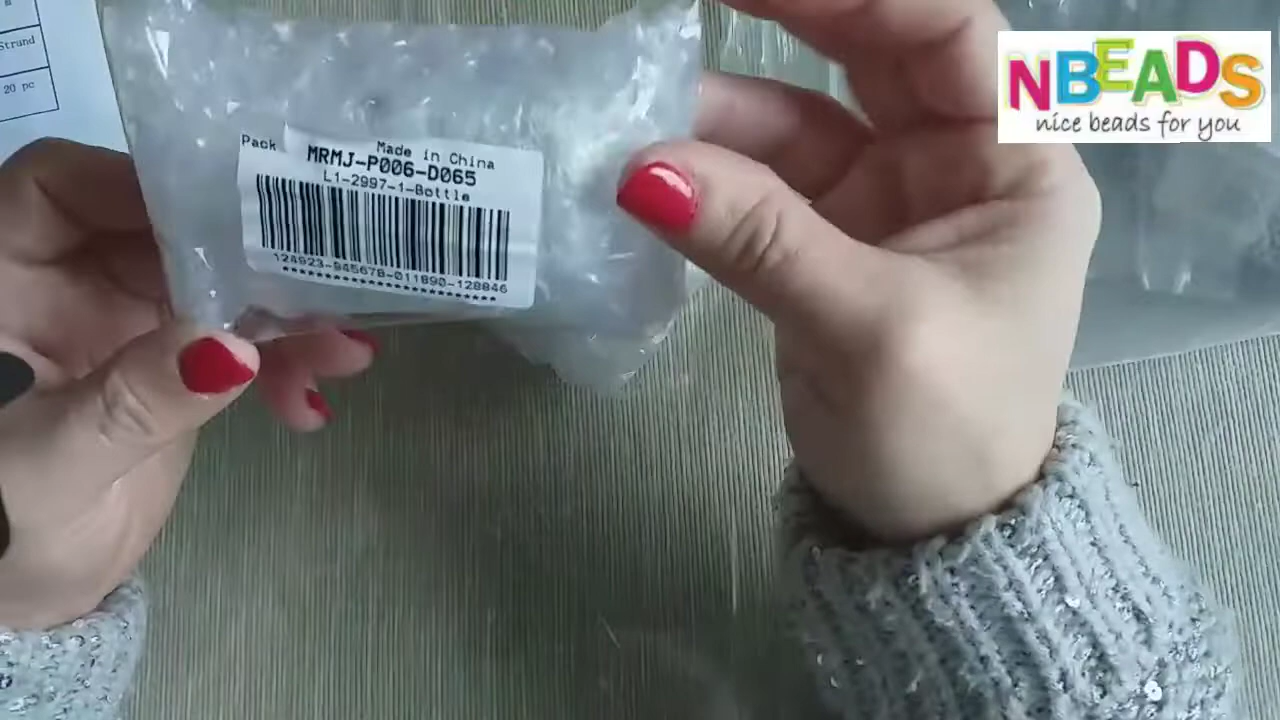 Strand
20 pc
Pack
Made in China
MRMJ-P006-D065
L1-2997-1-Bottle
124923-945678-011890-128846
********************
NBEADS
nice beads for you